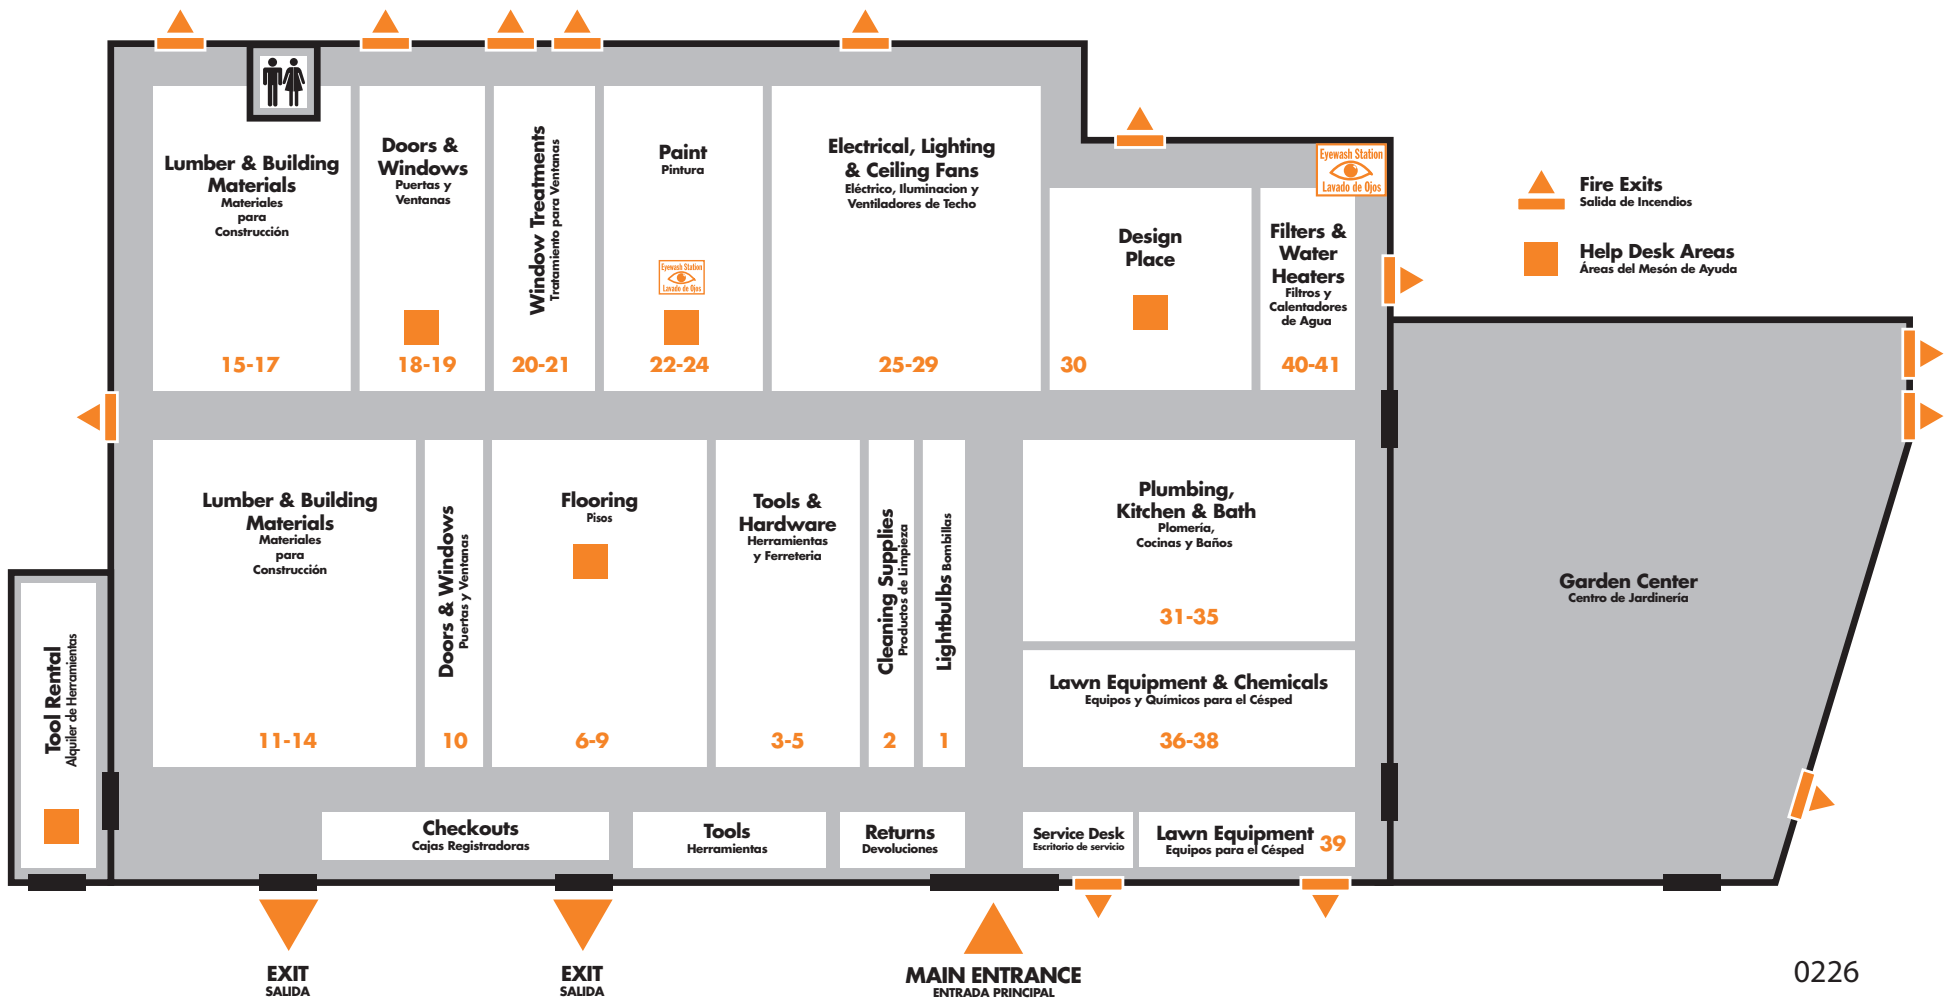 Lumber & Building
Materials
Materiales
para
Construcción
15-17
Doors &
Windows
Puertas y
Ventanas
18-19
Window Treatments
Tratamiento para Ventanas
20-21
Paint
Pintura
Eyewash Station
Lavado de Ojos
22-24
Electrical, Lighting
& Ceiling Fans
Eléctrico, Iluminacion y
Ventiladores de Techo
25-29
Design
Place
30
Eyewash Station
Lavado de Ojos
Filters &
Water
Heaters
Filtros y
Calentadores
de Agua
40-41
Fire Exits
Salida de Incendios
Help Desk Areas
Áreas del Mesón de Ayuda
Tool Rental
Alquiler de Herramientas
Lumber & Building
Materials
Materiales
para
Construcción
11-14
Doors & Windows
Puertas y Ventanas
10
Flooring
Pisos
6-9
Tools &
Hardware
Herramientas
y Ferreteria
3-5
Cleaning Supplies
Productos de Limpieza
2
Lightbulbs Bombillas
1
Plumbing,
Kitchen & Bath
Plomería,
Cocinas y Baños
31-35
Lawn Equipment & Chemicals
Equipos y Químicos para el Césped
36-38
Garden Center
Centro de Jardinería
Checkouts
Cajas Registradoras
Tools
Herramientas
Returns
Devoluciones
Service Desk
Escritorio de servicio
Lawn Equipment
Equipos para el Césped
39
EXIT
SALIDA
EXIT
SALIDA
MAIN ENTRANCE
ENTRADA PRINCIPAL
0226